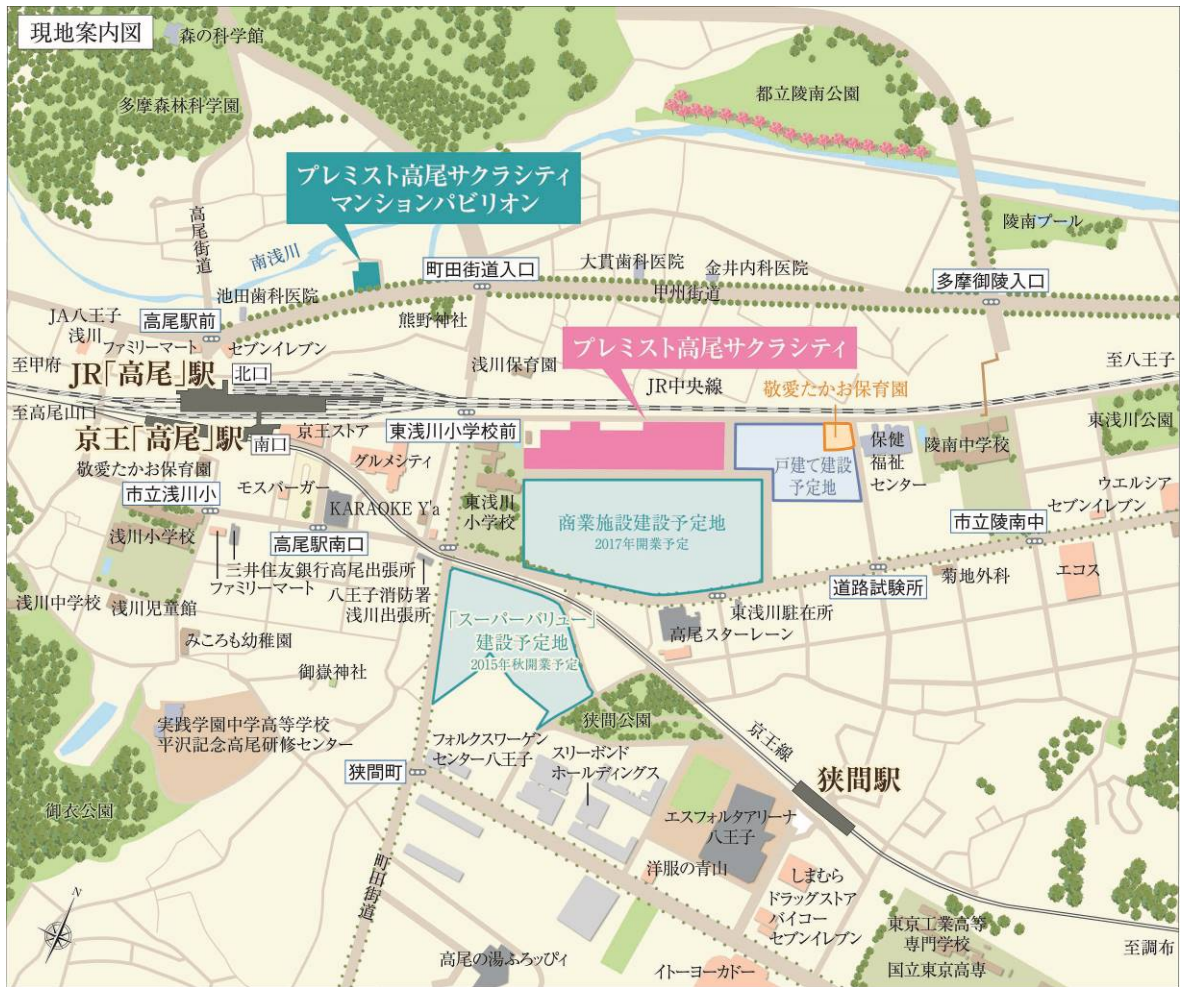 現地案内図
森の科学館
多摩森林科学園
都立陵南公園
プレミスト高尾サクラシティ
マンションパビリオン
高尾街道
南浅川
陵南プール
町田街道入口
大貫歯科医院
金井内科医院
多摩御陵入口
池田歯科医院
甲州街道
JA八王子
浅川
高尾駅前
熊野神社
ファミリーマート
セブンイレブン
プレミスト高尾サクラシティ
至甲府
JR「高尾」駅
北口
浅川保育園
JR中央線
至八王子
敬愛たかお保育園
至高尾山口
京王「高尾」駅
南口
京王ストア
東浅川小学校前
東浅川公園
敬愛たかお保育園
グルメシティ
戸建て建設
予定地
保健
福祉
センター
陵南中学校
市立浅川小
モスバーガー
KARAOKE Y'a
東浅川
小学校
商業施設建設予定地
2017年開業予定
ウエルシア
セブンイレブン
市立陵南中
浅川小学校
高尾駅南口
三井住友銀行高尾出張所
ファミリーマート
八王子消防署
浅川出張所
道路試験所
菊地外科
エコス
浅川中学校
浅川児童館
東浅川駐在所
高尾スターレーン
みころも幼稚園
「スーパーバリュー」
建設予定地
2015年秋開業予定
御嶽神社
狭間公園
実践学園中学高等学校
平沢記念高尾研修センター
フォルクスワーゲン
センター八王子
スリーボンド
ホールディングス
京王線
狭間駅
狭間町
御衣公園
エスフォルタアリーナ
八王子
町田街道
洋服の青山
しまむら
ドラッグストア
バイコー
セブンイレブン
N
東京工業高等
専門学校
国立東京高専
至調布
高尾の湯ふろッぴィ
イトーヨーカドー